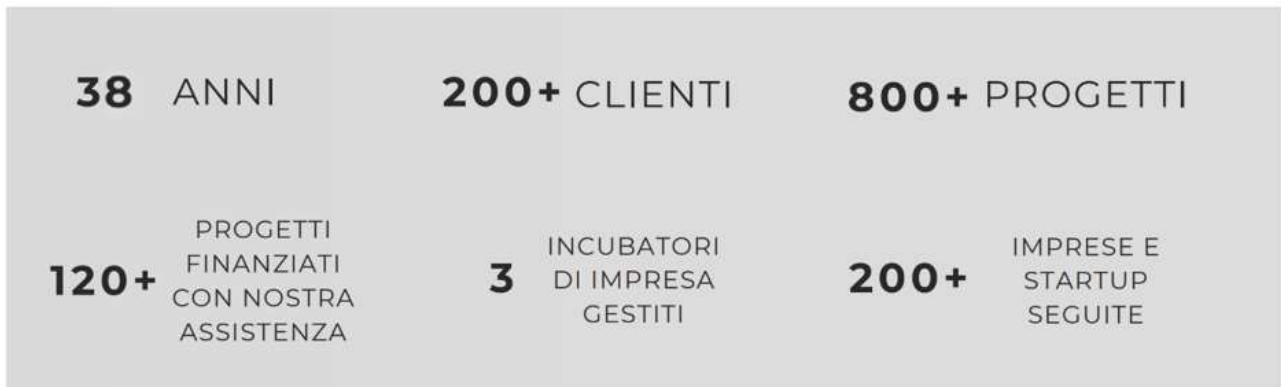 38 ANNI
200+ CLIENTI
800+ PROGETTI
120+
PROGETTI
FINANZIATI
CON NOSTRA
ASSISTENZA
3
INCUBATORI
DI IMPRESA
GESTITI
200+
IMPRESE E
STARTUP
SEGUITE